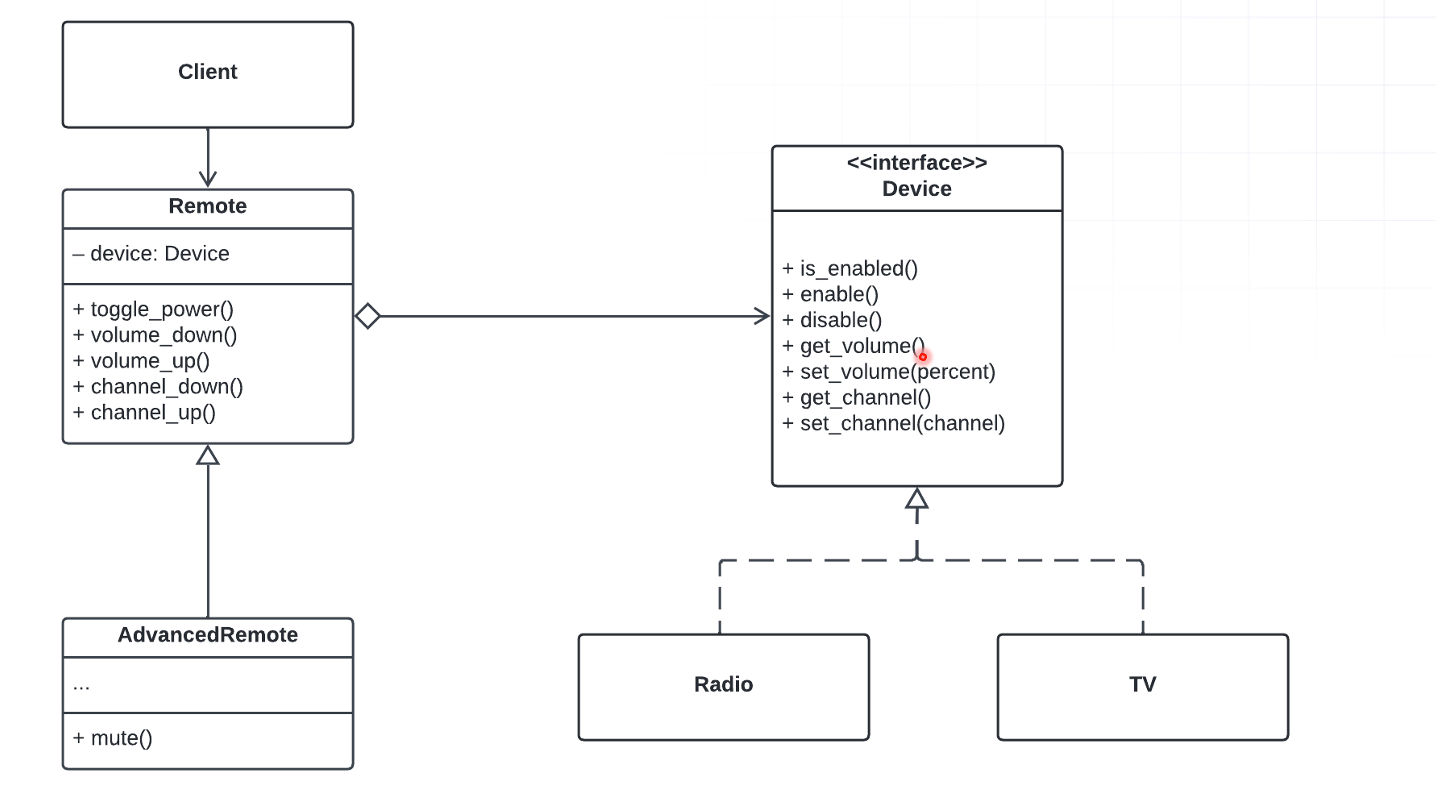 Client
Remote
– device: Device
+ toggle_power()
+ volume_down()
+ volume_up()
+ channel_down()
+ channel_up()
<<interface>>
Device
+ is_enabled()
+ enable()
+ disable()
+ get_volume()
+ set_volume(percent)
+ get_channel()
+ set_channel(channel)
AdvancedRemote
...
+ mute()
Radio
TV